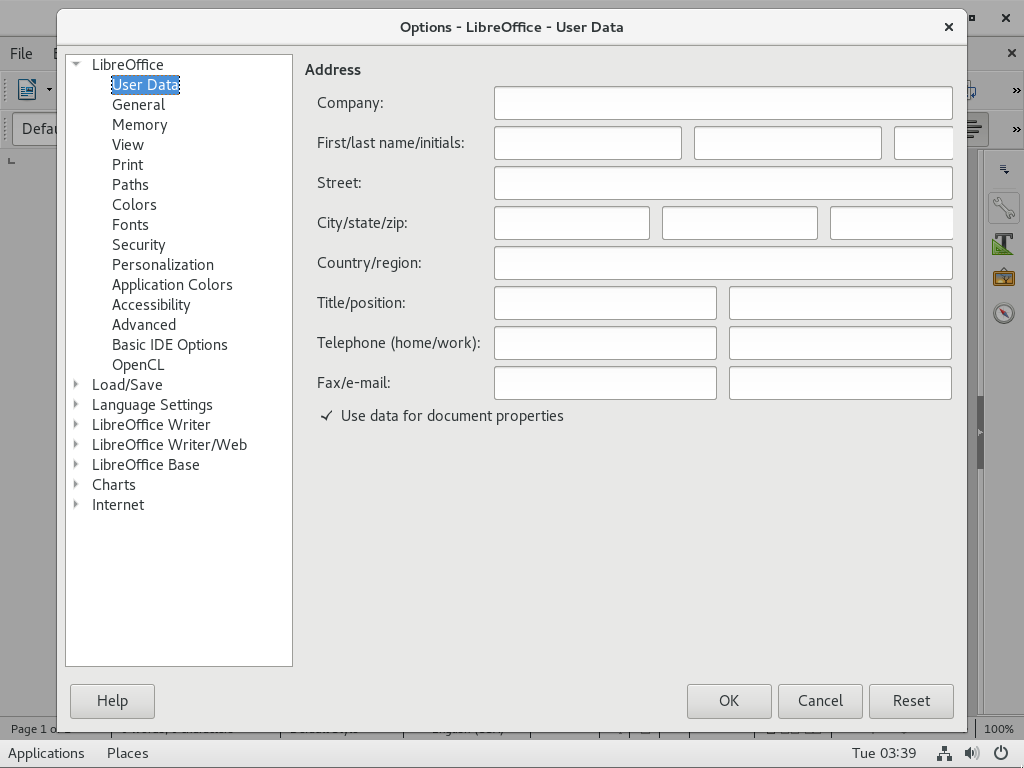 Options - LibreOffice - User Data
File
LibreOffice
User Data
General
Memory
View
Print
Paths
Colors
Fonts
Security
Personalization
Application Colors
Accessibility
Advanced
Basic IDE Options
OpenCL
Load/Save
Language Settings
LibreOffice Writer
LibreOffice Writer/Web
LibreOffice Base
Charts
Internet
Address
Company:
First/last name/initials:
Street:
City/state/zip:
Country/region:
Title/position:
Telephone (home/work):
Fax/e-mail:
Use data for document properties
Help
OK
Cancel
Reset
Page 1
100%
Applications
Places
Tue 03:39